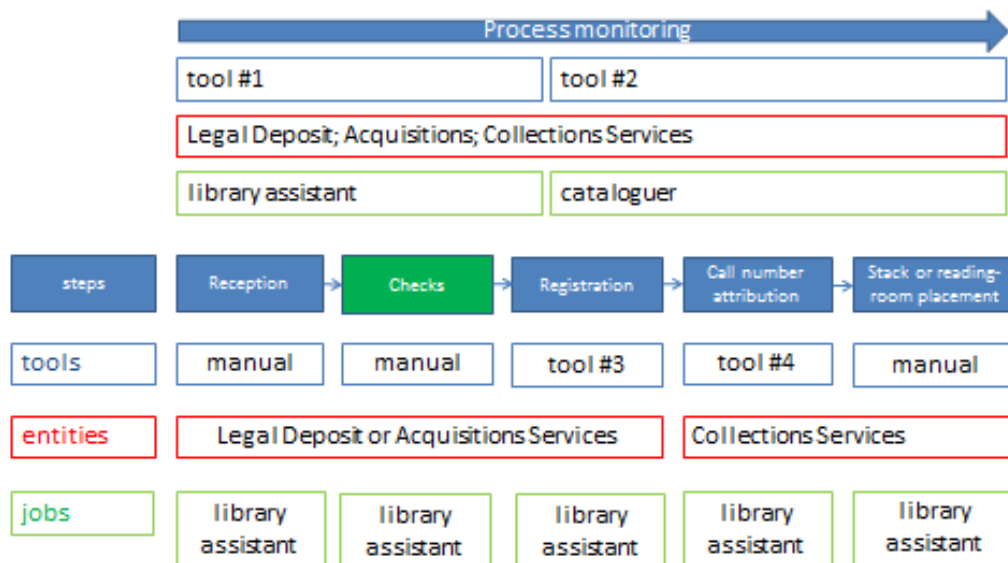 Process monitoring
tool #1 tool #2
Legal Deposit; Acquisitions; Collections Services
library assistant cataloguer
steps Reception Checks Registration Call number attribution Stack or reading-room placement
tools manual manual tool #3 tool #4 manual
entities Legal Deposit or Acquisitions Services Collections Services
jobs library assistant library assistant library assistant library assistant library assistant